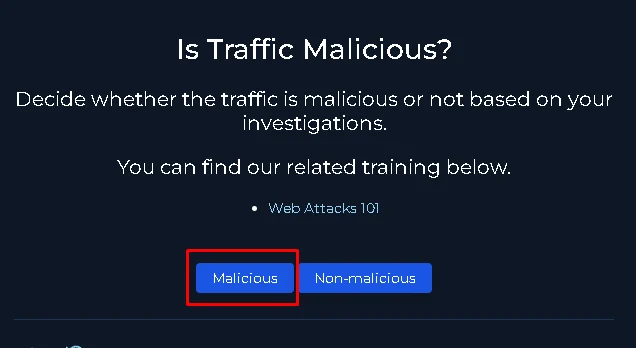 Is Traffic Malicious?
Decide whether the traffic is malicious or not based on your
investigations.
You can find our related training below.
• Web Attacks 101
Malicious Non-malicious